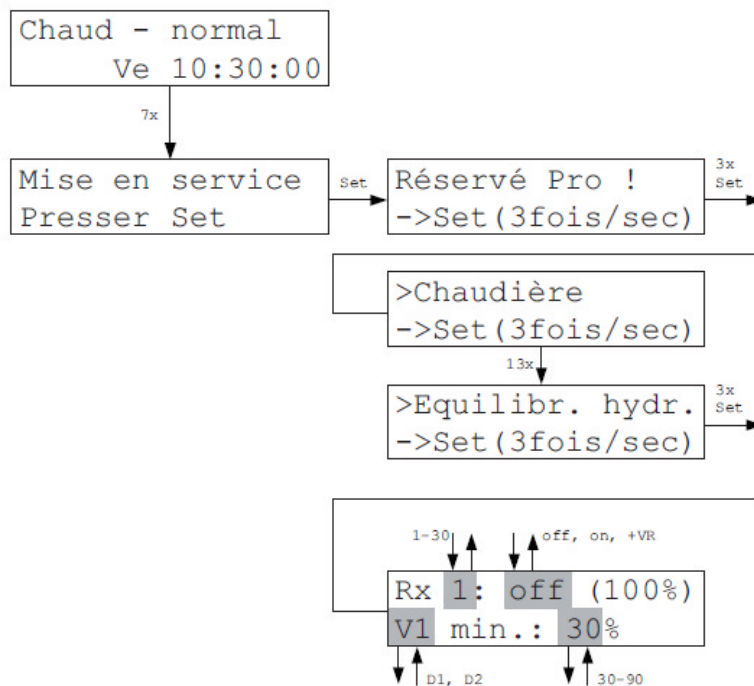 Chaud - normal
Ve 10:30:00
7x
Mise en service
Presser Set
Set
Réservé Pro !
->Set(3fois/sec)
3x
Set
>Chaudière
->Set(3fois/sec)
13x
>Equilibr. hydr.
->Set(3fois/sec)
3x
Set
1-30
off, on, +VR
Rx 1: off (100%)
V1 min.: 30%
D1, D2
30-90